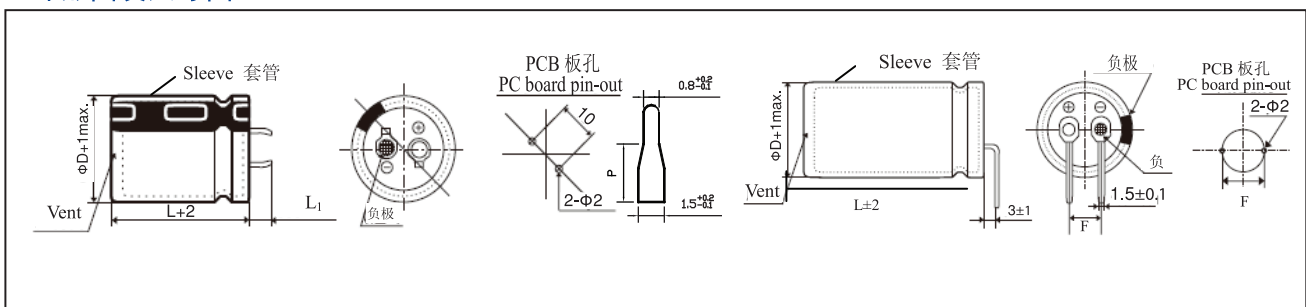 Sleeve 套管
ΦD+1max.
Vent
L+2
L₁
⊕
⊖
负极
PCB 板孔
PC board pin-out
10
2-Φ2
0.8+0.2-0.1
P
1.5+0.2-0.1
Sleeve 套管
ΦD+1max.
Vent
L±2
3±1
负极
⊕ ⊖
负
1.5±0.1
F
PCB 板孔
PC board pin-out
2-Φ2
F